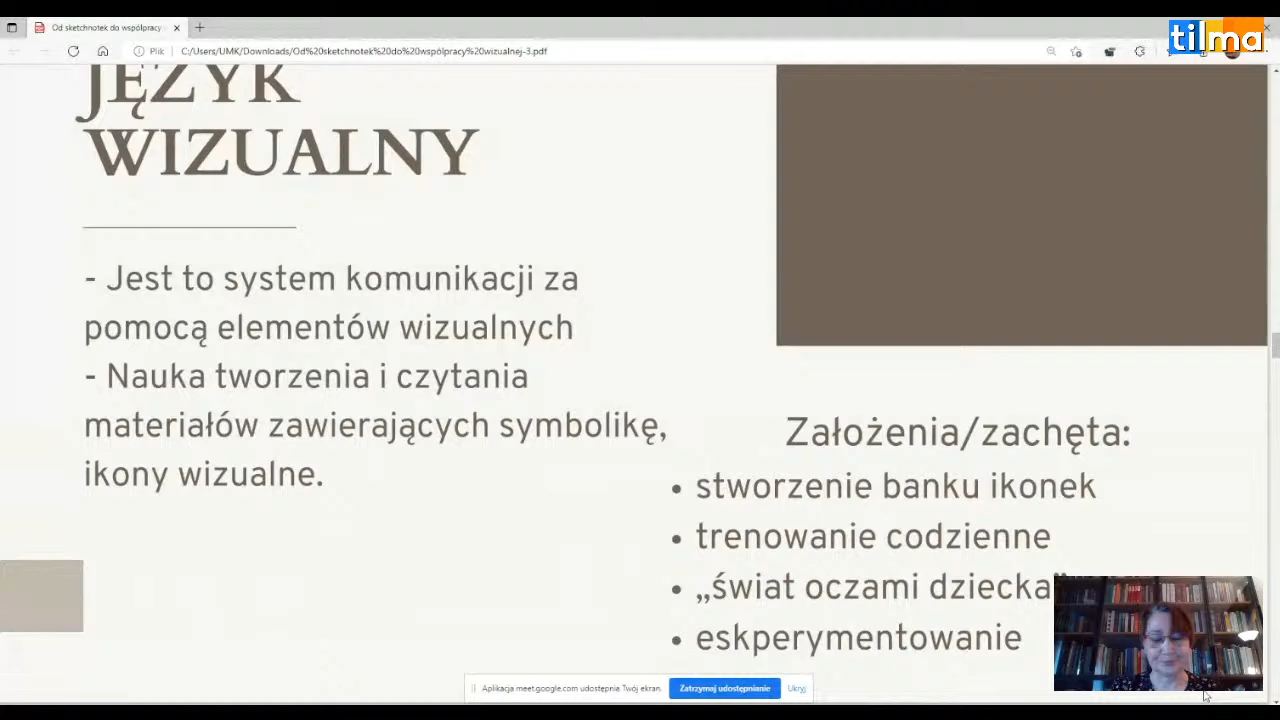 Od sketchnotek do współpracy
tilma
Plik
C:/Users/UMK/Downloads/Od%20sketchnotek%20do%20współpracy%20wizualnej-3.pdf
JĘZYK
WIZUALNY
- Jest to system komunikacji za
pomocą elementów wizualnych
- Nauka tworzenia i czytania
materiałów zawierających symbolikę,
ikony wizualne.
Założenia/zachęta:
• stworzenie banku ikonek
• trenowanie codzienne
• „świat oczami dziecka”
• eskperymentowanie
Aplikacja meet.google.com udostępnia Twój ekran.
Zatrzymaj udostępnianie
Ukryj